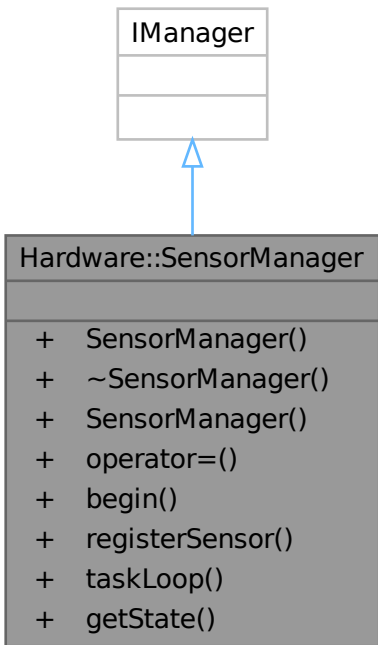 IManager
Hardware::SensorManager
+ SensorManager()
+ ~SensorManager()
+ SensorManager()
+ operator=()
+ begin()
+ registerSensor()
+ taskLoop()
+ getState()